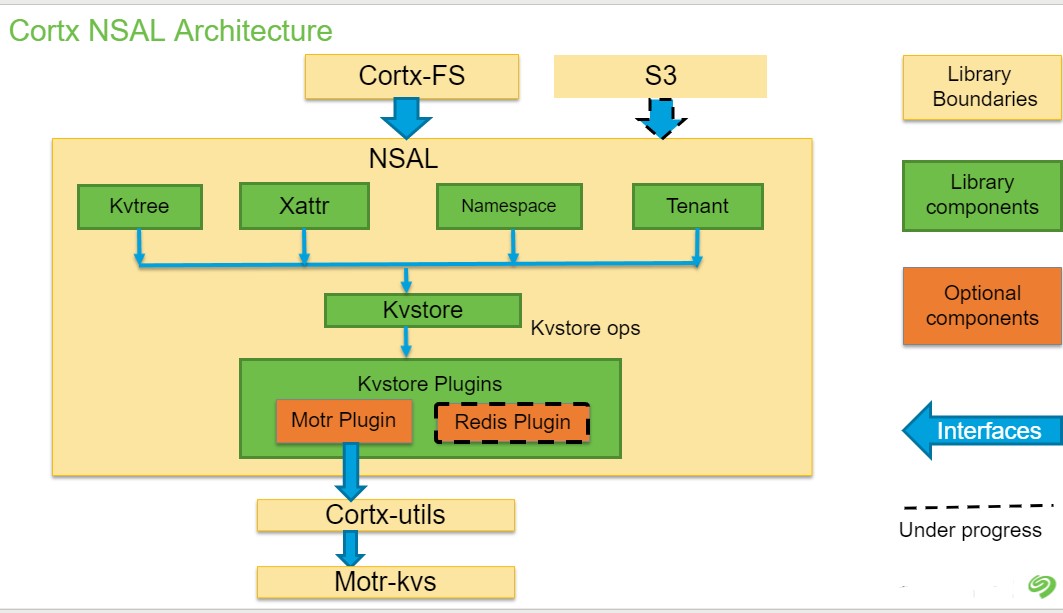 Cortx NSAL Architecture
Cortx-FS
S3
Library
Boundaries
NSAL
Kvtree
Xattr
Namespace
Tenant
Library
components
Optional
components
Kvstore
Kvstore ops
Kvstore Plugins
Motr Plugin
Redis Plugin
Interfaces
Cortx-utils
Under progress
Motr-kvs